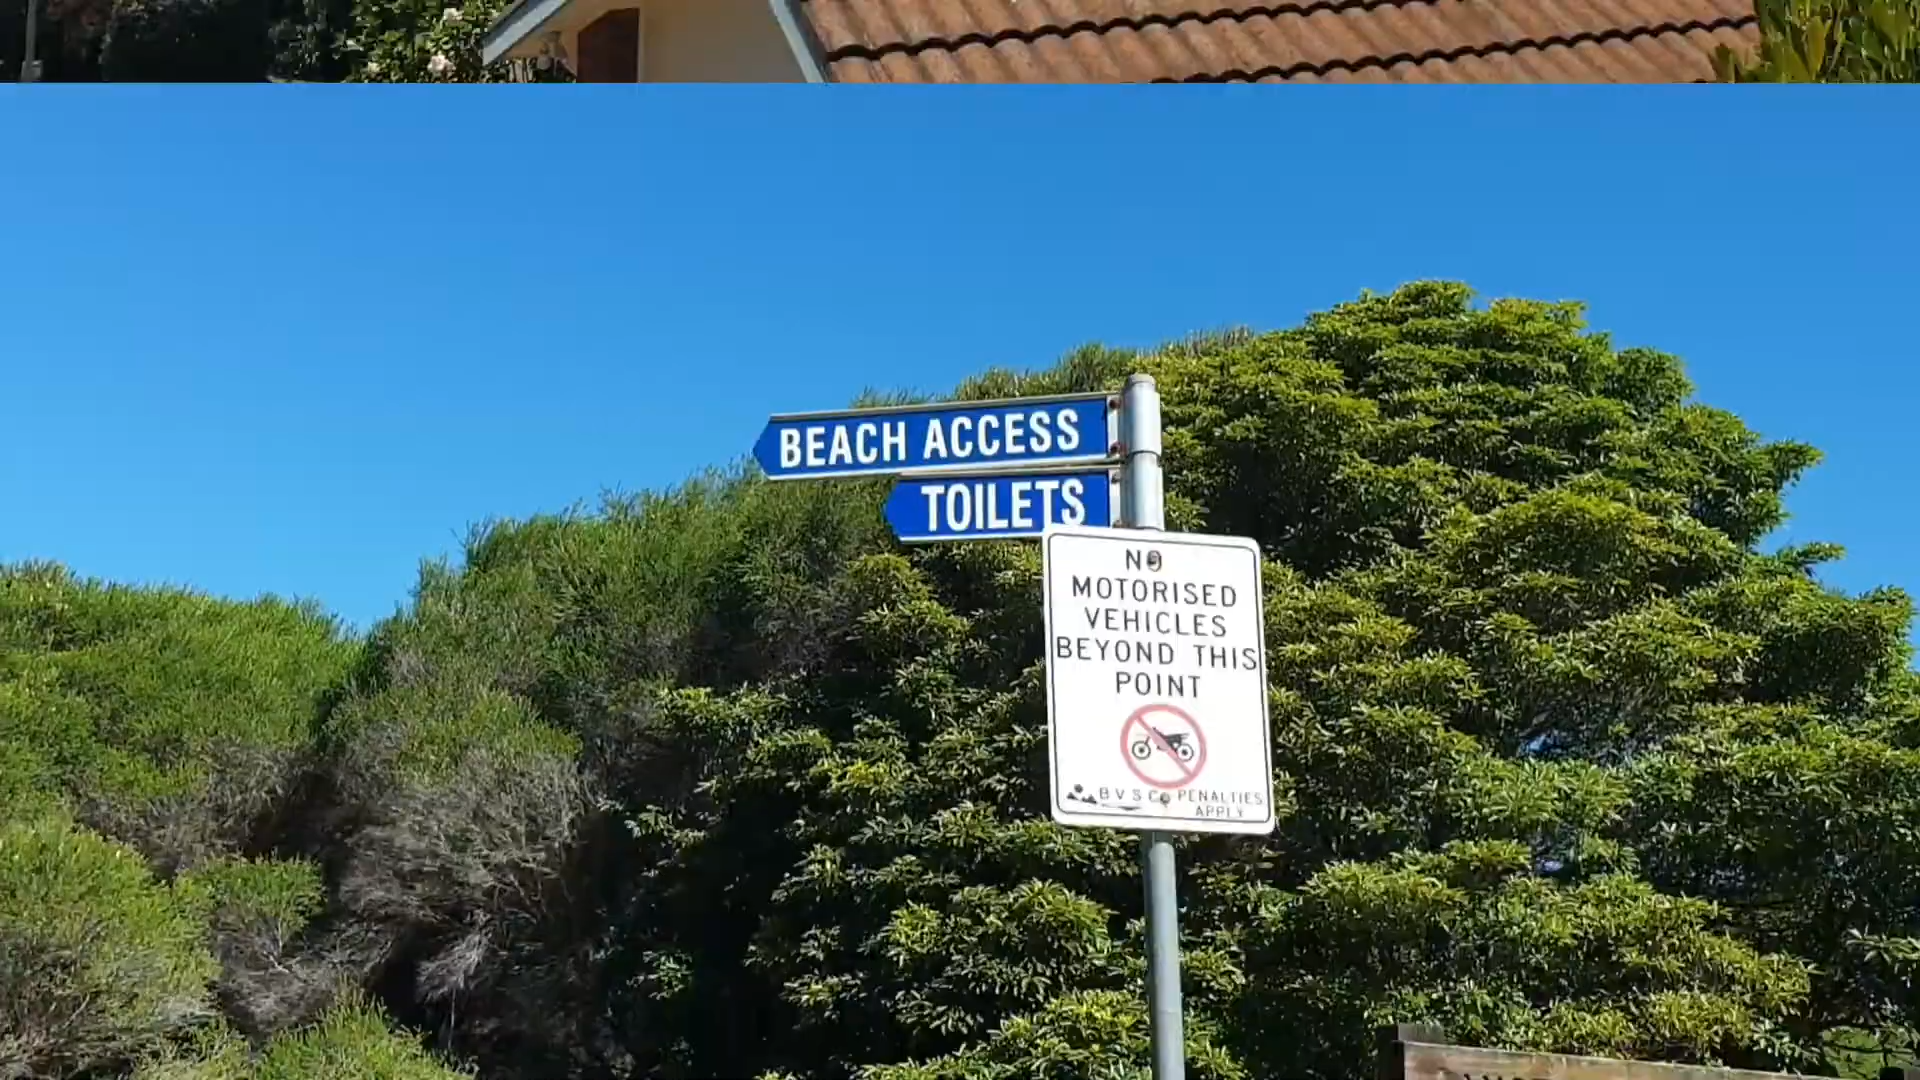 BEACH ACCESS
TOILETS
NO
MOTORISED
VEHICLES
BEYOND THIS
POINT
B V S C PENALTIES
APPLY